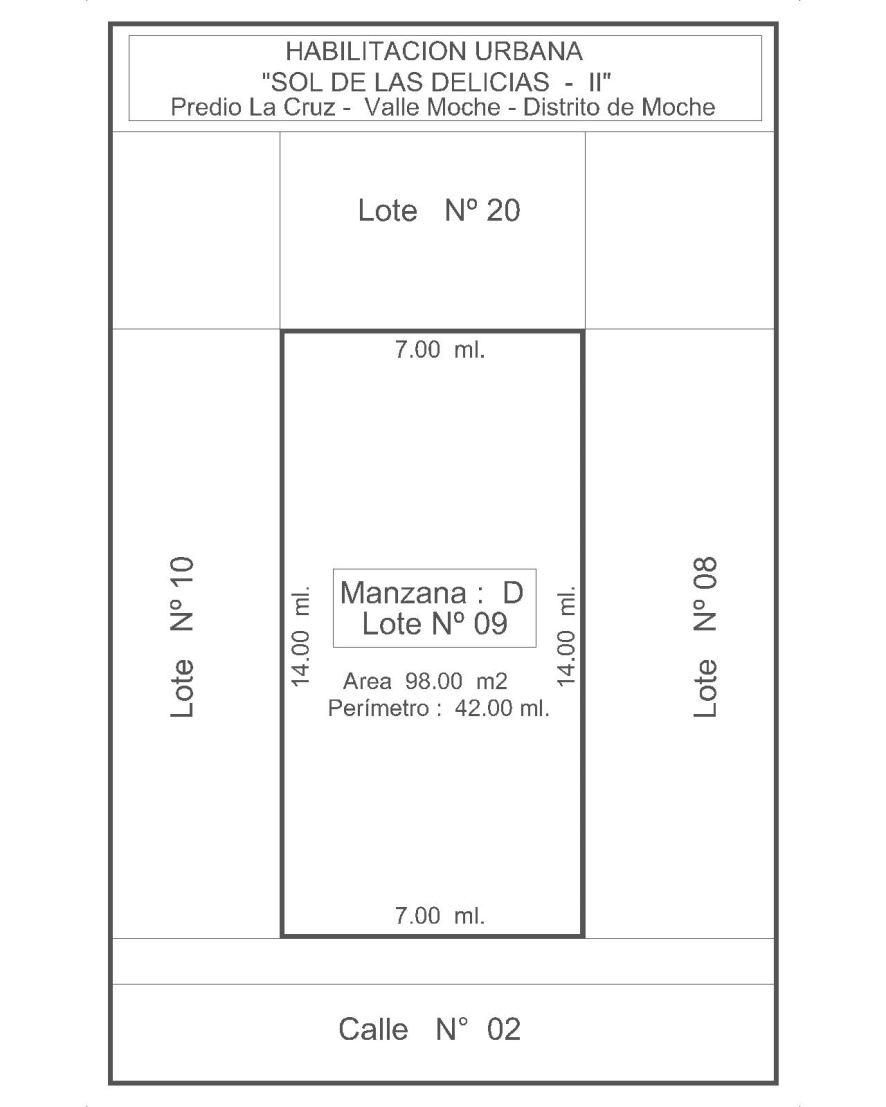 HABILITACION URBANA
"SOL DE LAS DELICIAS - II"
Predio La Cruz - Valle Moche - Distrito de Moche
Lote Nº 20
7.00 ml.
Lote Nº 10
14.00 ml.
Manzana : D
Lote Nº 09
Area 98.00 m2
Perímetro : 42.00 ml.
14.00 ml.
Lote Nº 08
7.00 ml.
Calle N° 02